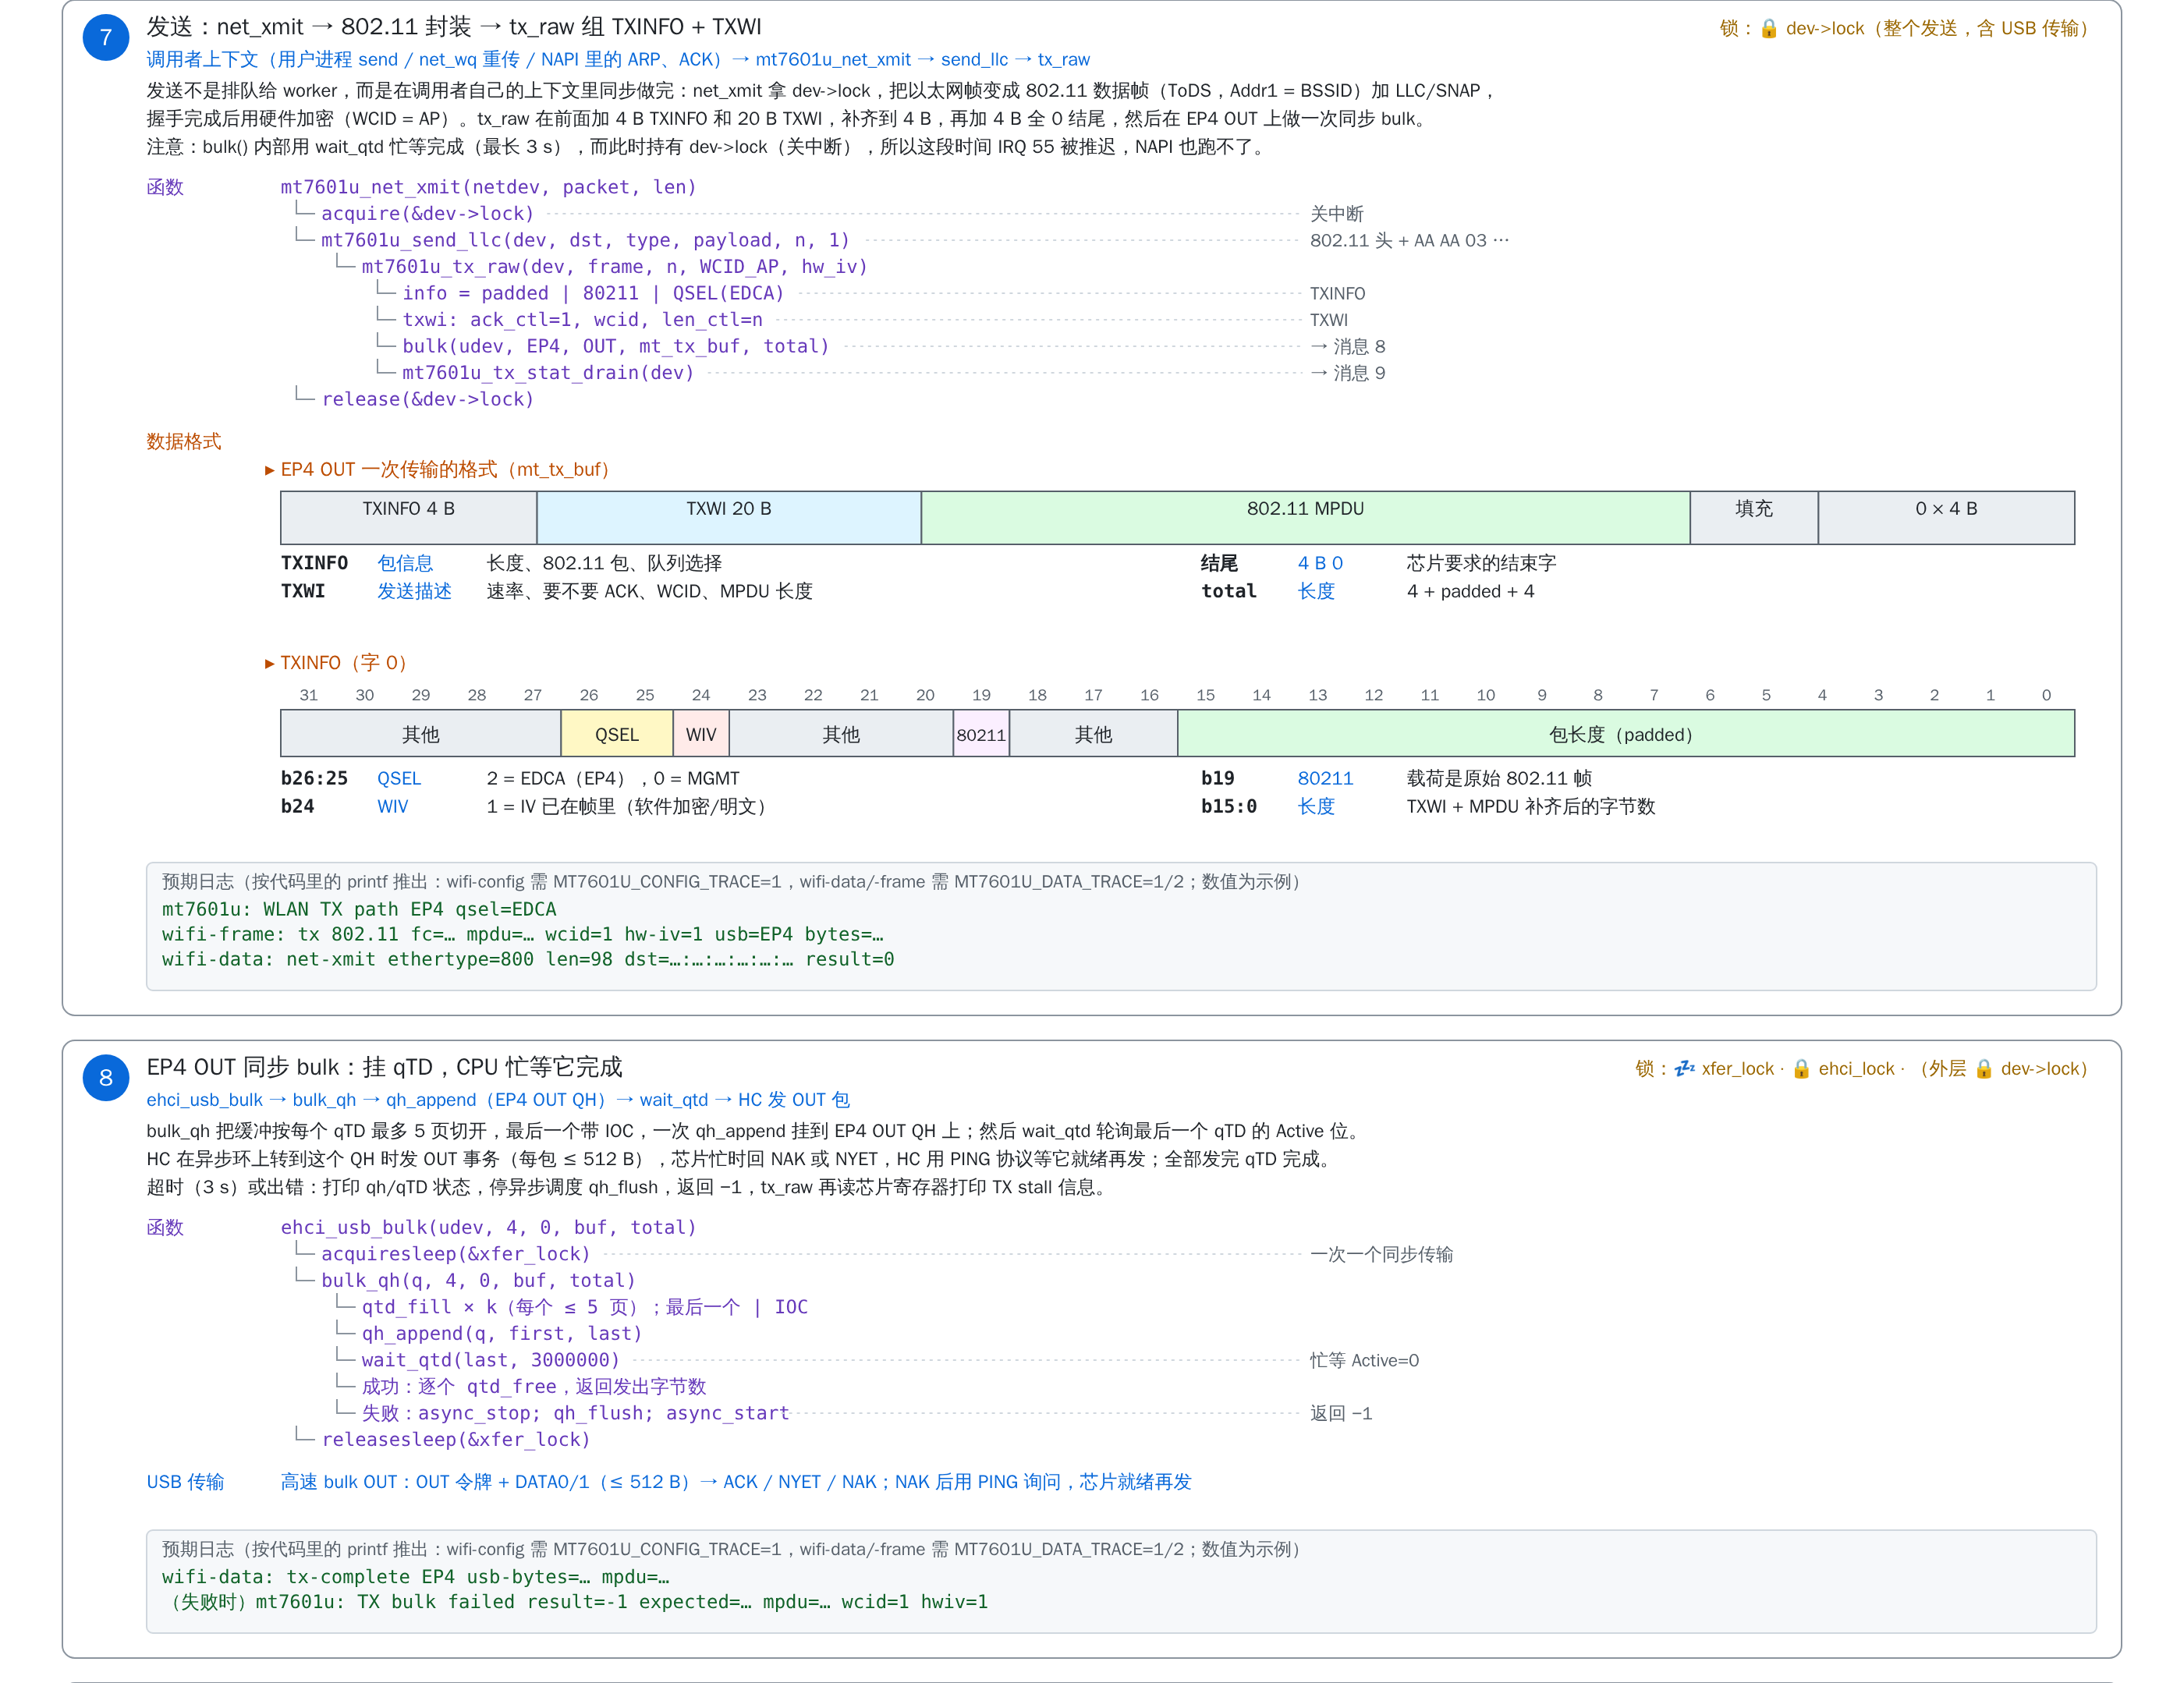 7
发送：net_xmit → 802.11 封装 → tx_raw 组 TXINFO + TXWI
锁：🔒 dev->lock（整个发送，含 USB 传输）
调用者上下文（用户进程 send / net_wq 重传 / NAPI 里的 ARP、ACK）→ mt7601u_net_xmit → send_llc → tx_raw
发送不是排队给 worker，而是在调用者自己的上下文里同步做完：net_xmit 拿 dev->lock，把以太网帧变成 802.11 数据帧（ToDS，Addr1 = BSSID）加 LLC/SNAP，
握手完成后用硬件加密（WCID = AP）。tx_raw 在前面加 4 B TXINFO 和 20 B TXWI，补齐到 4 B，再加 4 B 全 0 结尾，然后在 EP4 OUT 上做一次同步 bulk。
注意：bulk() 内部用 wait_qtd 忙等完成（最长 3 s），而此时持有 dev->lock（关中断），所以这段时间 IRQ 55 被推迟，NAPI 也跑不了。
函数 mt7601u_net_xmit(netdev, packet, len)
└─ acquire(&dev->lock) 关中断
└─ mt7601u_send_llc(dev, dst, type, payload, n, 1) 802.11 头 + AA AA 03 ···
└─ mt7601u_tx_raw(dev, frame, n, WCID_AP, hw_iv)
└─ info = padded | 80211 | QSEL(EDCA) TXINFO
└─ txwi: ack_ctl=1, wcid, len_ctl=n TXWI
└─ bulk(udev, EP4, OUT, mt_tx_buf, total) → 消息 8
└─ mt7601u_tx_stat_drain(dev) → 消息 9
└─ release(&dev->lock)
数据格式
▸ EP4 OUT 一次传输的格式（mt_tx_buf）
TXINFO 4 B TXWI 20 B 802.11 MPDU 填充 0 × 4 B
TXINFO 包信息 长度、802.11 包、队列选择 结尾 4 B 0 芯片要求的结束字
TXWI 发送描述 速率、要不要 ACK、WCID、MPDU 长度 total 长度 4 + padded + 4
▸ TXINFO（字 0）
31 30 29 28 27 26 25 24 23 22 21 20 19 18 17 16 15 14 13 12 11 10 9 8 7 6 5 4 3 2 1 0
其他 QSEL WIV 其他 80211 其他 包长度（padded）
b26:25 QSEL 2 = EDCA（EP4），0 = MGMT b19 80211 载荷是原始 802.11 帧
b24 WIV 1 = IV 已在帧里（软件加密/明文） b15:0 长度 TXWI + MPDU 补齐后的字节数
预期日志（按代码里的 printf 推出：wifi-config 需 MT7601U_CONFIG_TRACE=1，wifi-data/-frame 需 MT7601U_DATA_TRACE=1/2；数值为示例）
mt7601u: WLAN TX path EP4 qsel=EDCA
wifi-frame: tx 802.11 fc=… mpdu=… wcid=1 hw-iv=1 usb=EP4 bytes=…
wifi-data: net-xmit ethertype=800 len=98 dst=…:…:…:…:…:… result=0
8
EP4 OUT 同步 bulk：挂 qTD，CPU 忙等它完成
锁：💤 xfer_lock · 🔒 ehci_lock · （外层 🔒 dev->lock）
ehci_usb_bulk → bulk_qh → qh_append（EP4 OUT QH）→ wait_qtd → HC 发 OUT 包
bulk_qh 把缓冲按每个 qTD 最多 5 页切开，最后一个带 IOC，一次 qh_append 挂到 EP4 OUT QH 上；然后 wait_qtd 轮询最后一个 qTD 的 Active 位。
HC 在异步环上转到这个 QH 时发 OUT 事务（每包 ≤ 512 B），芯片忙时回 NAK 或 NYET，HC 用 PING 协议等它就绪再发；全部发完 qTD 完成。
超时（3 s）或出错：打印 qh/qTD 状态，停异步调度 qh_flush，返回 −1，tx_raw 再读芯片寄存器打印 TX stall 信息。
函数 ehci_usb_bulk(udev, 4, 0, buf, total)
└─ acquiresleep(&xfer_lock) 一次一个同步传输
└─ bulk_qh(q, 4, 0, buf, total)
└─ qtd_fill × k（每个 ≤ 5 页）；最后一个 | IOC
└─ qh_append(q, first, last)
└─ wait_qtd(last, 3000000) 忙等 Active=0
└─ 成功：逐个 qtd_free，返回发出字节数
└─ 失败：async_stop; qh_flush; async_start 返回 −1
└─ releasesleep(&xfer_lock)
USB 传输 高速 bulk OUT：OUT 令牌 + DATA0/1（≤ 512 B）→ ACK / NYET / NAK；NAK 后用 PING 询问，芯片就绪再发
预期日志（按代码里的 printf 推出：wifi-config 需 MT7601U_CONFIG_TRACE=1，wifi-data/-frame 需 MT7601U_DATA_TRACE=1/2；数值为示例）
wifi-data: tx-complete EP4 usb-bytes=… mpdu=…
（失败时）mt7601u: TX bulk failed result=-1 expected=… mpdu=… wcid=1 hwiv=1